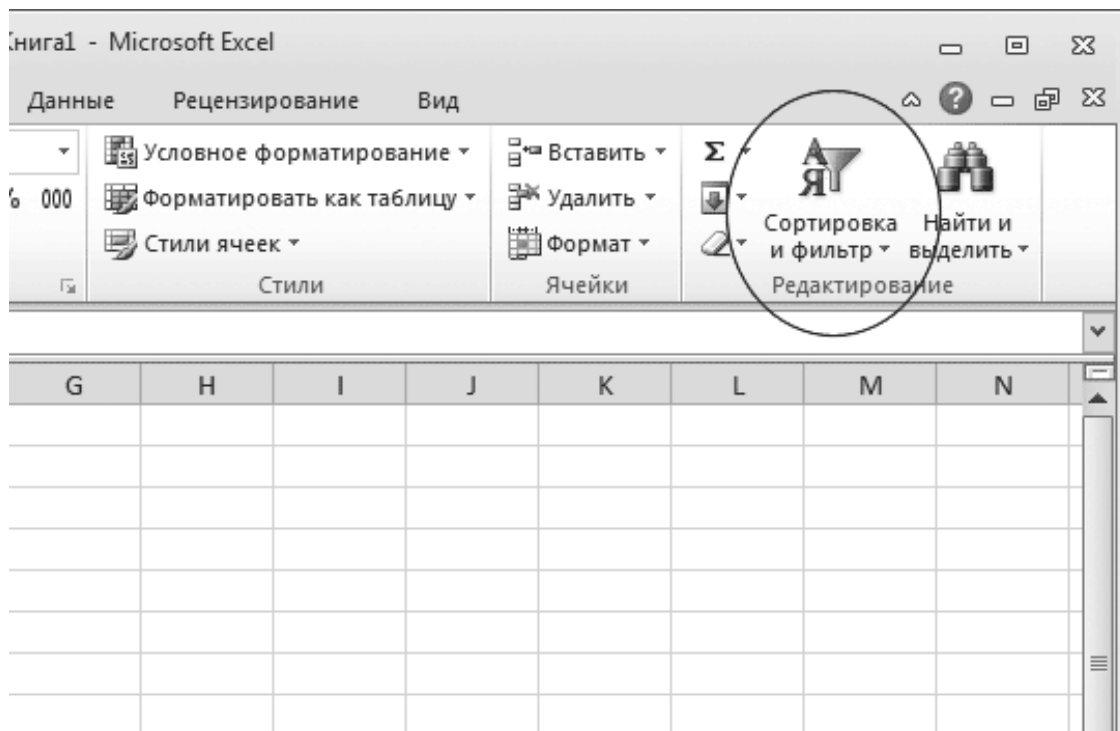 Книга1 - Microsoft Excel
Данные Рецензирование Вид
Условное форматирование Вставить Σ
% 000 Форматировать как таблицу Удалить
Стили ячеек Формат
АЯ
Сортировка и фильтр
Найти и выделить
Стили Ячейки Редактирование
G H I J K L M N